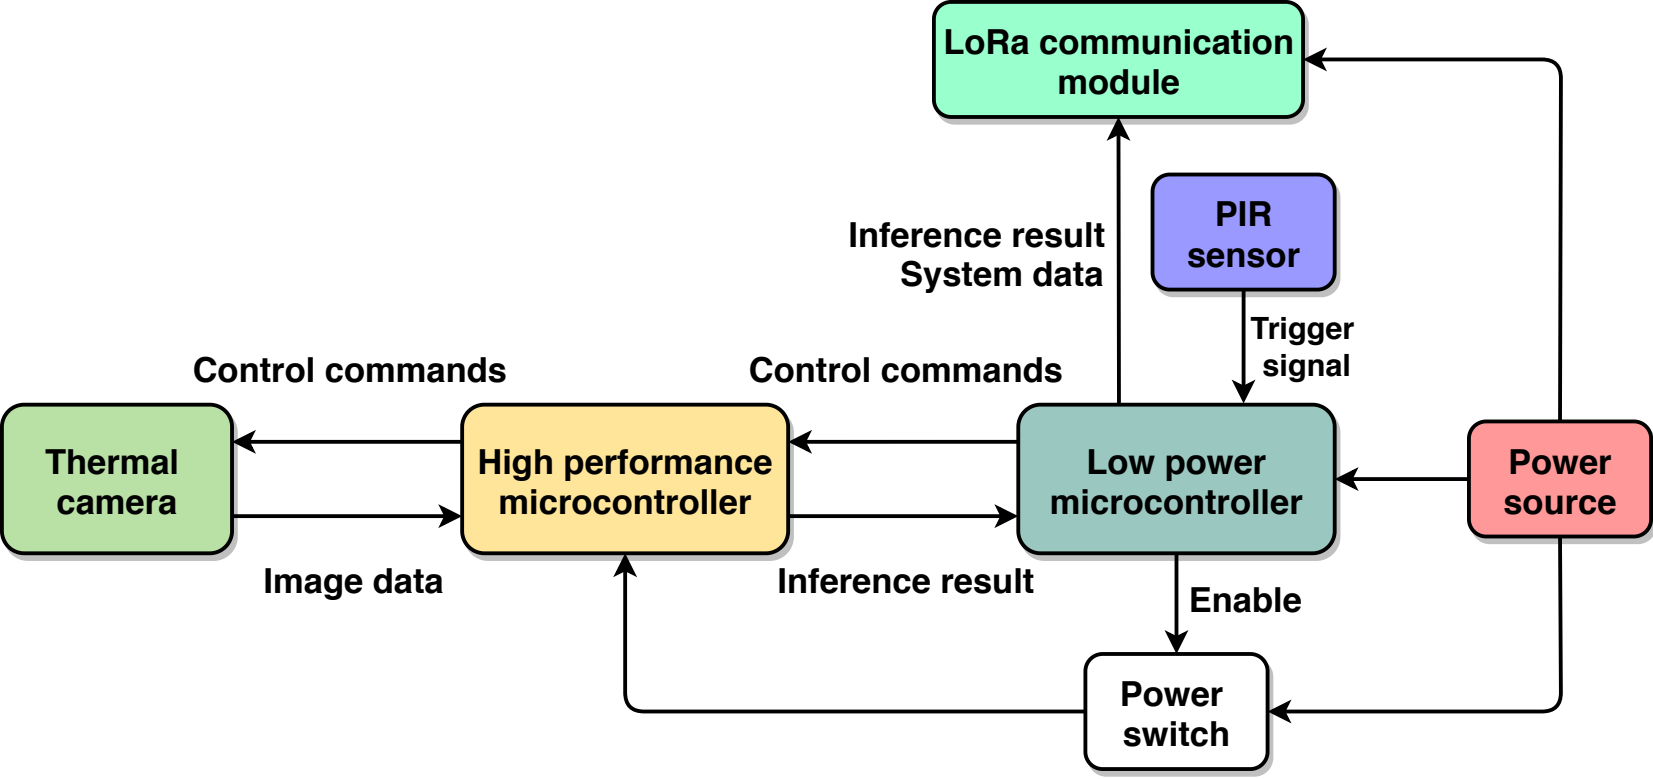 LoRa communication
module
PIR
sensor
Inference result
System data
Trigger
signal
Control commands
Control commands
Thermal
camera
High performance
microcontroller
Low power
microcontroller
Power
source
Image data
Inference result
Enable
Power
switch